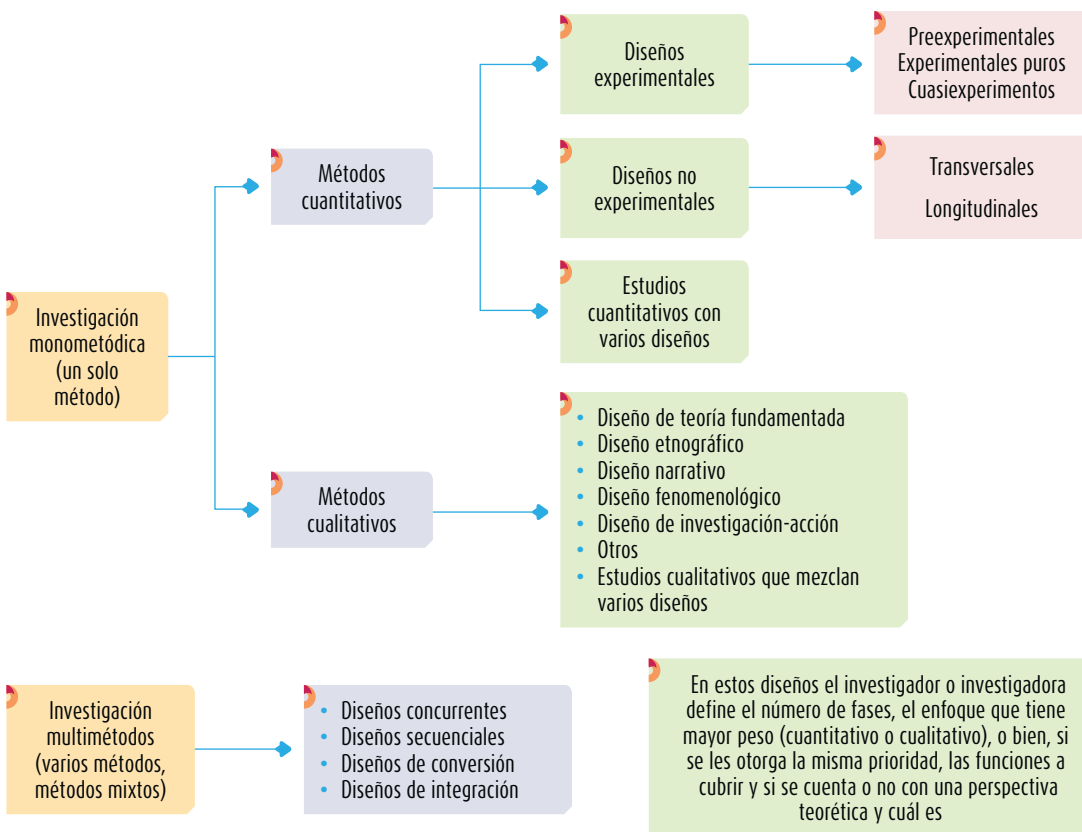 Investigación
monometódica
(un solo
método)
Métodos
cuantitativos
Diseños
experimentales
Preexperimentales
Experimentales puros
Cuasiexperimentos
Diseños no
experimentales
Transversales
Longitudinales
Estudios
cuantitativos con
varios diseños
Métodos
cualitativos
• Diseño de teoría fundamentada
• Diseño etnográfico
• Diseño narrativo
• Diseño fenomenológico
• Diseño de investigación-acción
• Otros
• Estudios cualitativos que mezclan
varios diseños
Investigación
multimétodos
(varios métodos,
métodos mixtos)
• Diseños concurrentes
• Diseños secuenciales
• Diseños de conversión
• Diseños de integración
En estos diseños el investigador o investigadora
define el número de fases, el enfoque que tiene
mayor peso (cuantitativo o cualitativo), o bien, si
se les otorga la misma prioridad, las funciones a
cubrir y si se cuenta o no con una perspectiva
teorética y cuál es